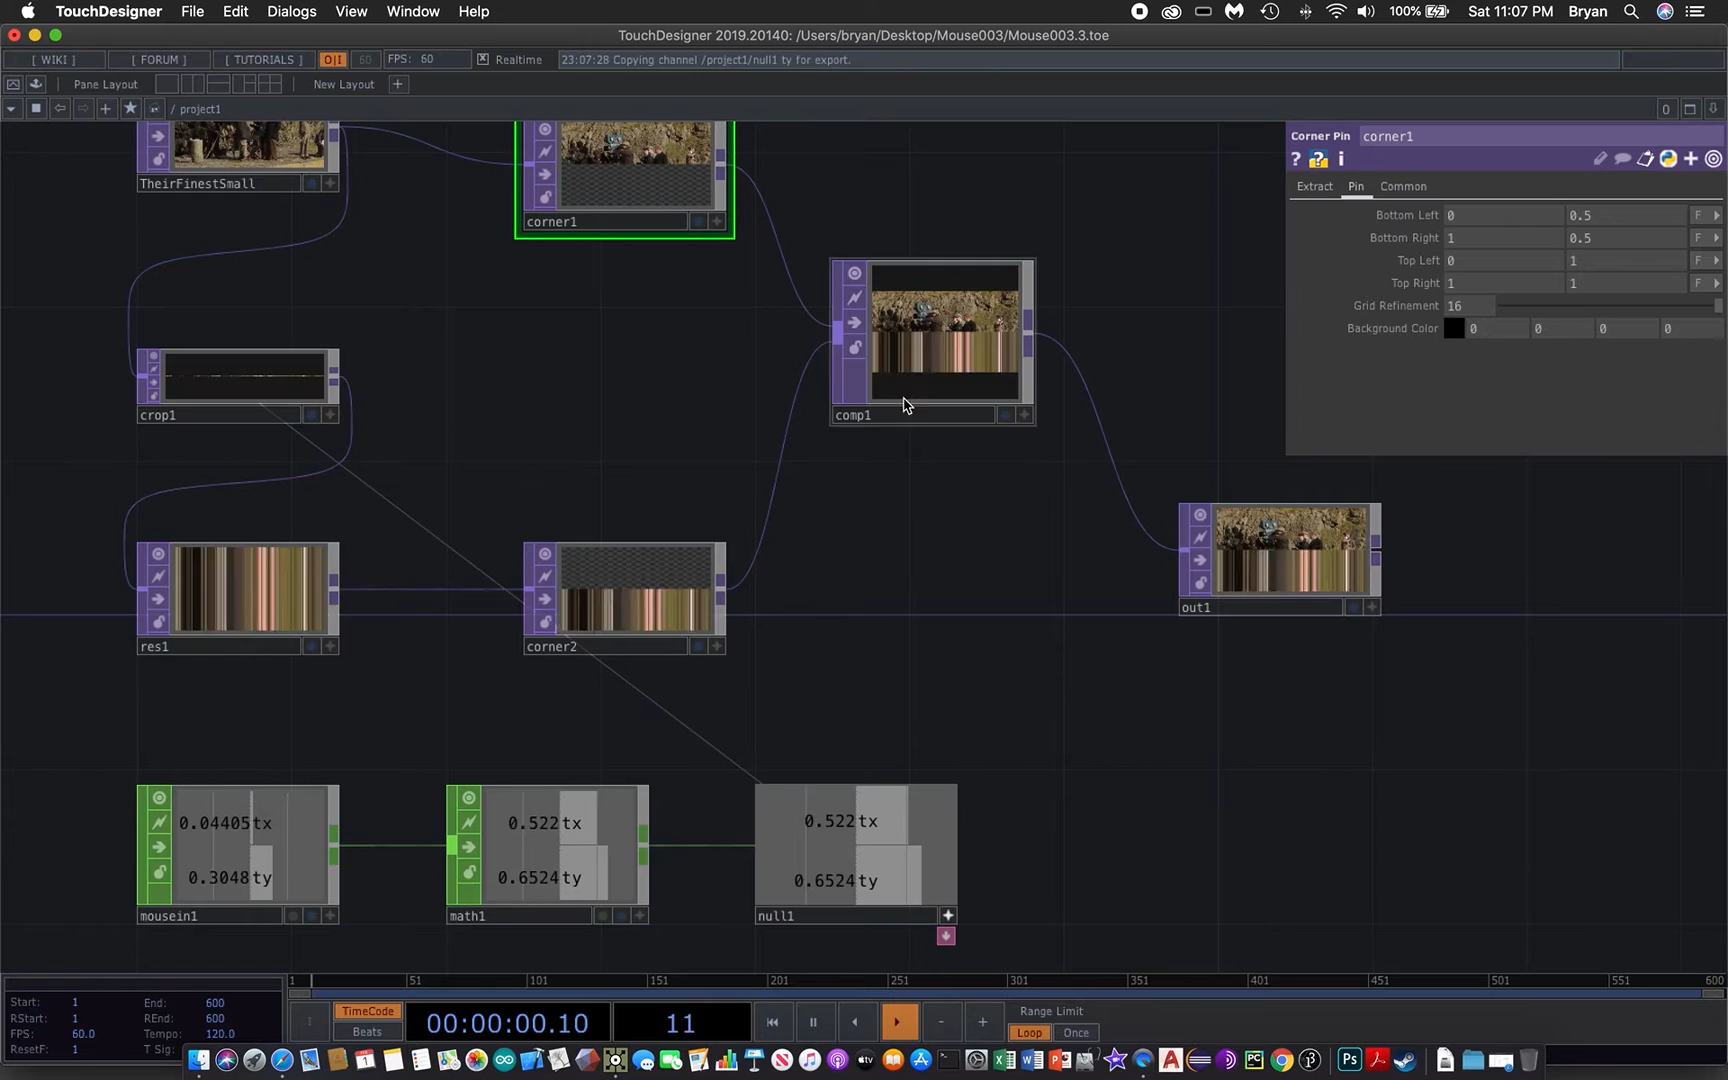 TouchDesigner File Edit Dialogs View Window Help 100% Sat 11:07 PM Bryan
TouchDesigner 2019.20140: /Users/bryan/Desktop/Mouse003/Mouse003.3.toe
[ WIKI ] [ FORUM ] [ TUTORIALS ] O|I 60 FPS: 60 Realtime 23:07:28 Copying channel /project1/null1 ty for export.
Pane Layout New Layout +
/ project1 0
Corner Pin corner1
? ? i
Extract Pin Common
Bottom Left 0 0.5 F
Bottom Right 1 0.5 F
Top Left 0 1 F
Top Right 1 1 F
Grid Refinement 16
Background Color 0 0 0 0
TheirFinestSmall
corner1
crop1
comp1
out1
res1
corner2
0.04405 tx
0.3048 ty
mousein1
0.522 tx
0.6524 ty
math1
0.522 tx
0.6524 ty
null1
1 51 101 151 201 251 301 351 401 451 501 551 600
Start: 1 End: 600
RStart: 1 REnd: 600
FPS: 60.0 Tempo: 120.0
ResetF: 1 T Sig:
TimeCode
Beats
00:00:00.10 11
- +
Range Limit
Loop Once